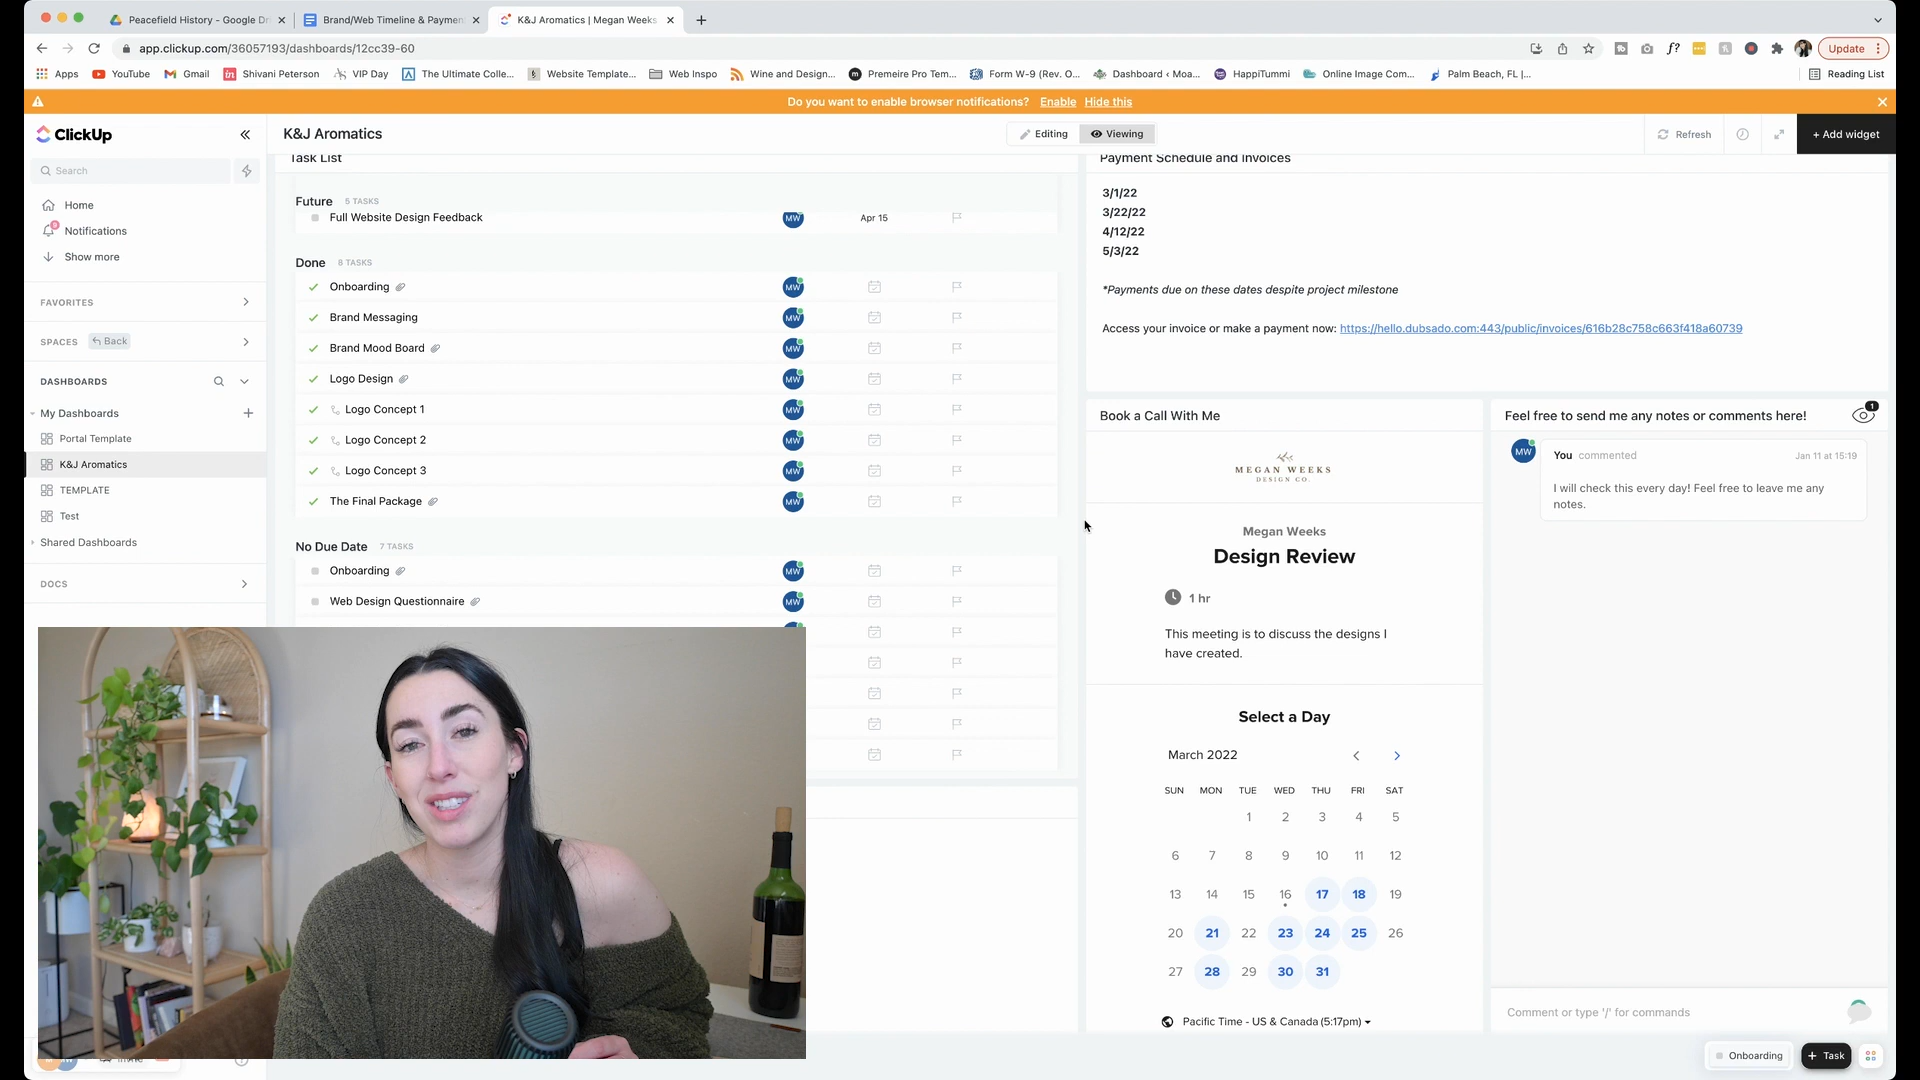 Peacefield History - Google Dr
Brand/Web Timeline & Paymen
K&J Aromatics | Megan Weeks
app.clickup.com/36057193/dashboards/12cc39-60
Update
Apps
YouTube
Gmail
Shivani Peterson
VIP Day
The Ultimate Colle...
Website Template...
Web Inspo
Wine and Design...
Premeire Pro Tem...
Form W-9 (Rev. O...
Dashboard ‹ Moa...
HappiTummi
Online Image Com...
Palm Beach, FL |...
Reading List
Do you want to enable browser notifications? Enable Hide this
ClickUp
K&J Aromatics
Editing
Viewing
Refresh
+ Add widget
Search
Home
Notifications
Show more
FAVORITES
SPACES
Back
DASHBOARDS
My Dashboards
Portal Template
K&J Aromatics
TEMPLATE
Test
Shared Dashboards
DOCS
Task List
Future 5 TASKS
Full Website Design Feedback MW Apr 15
Done 8 TASKS
Onboarding MW
Brand Messaging MW
Brand Mood Board MW
Logo Design MW
Logo Concept 1 MW
Logo Concept 2 MW
Logo Concept 3 MW
The Final Package MW
No Due Date 7 TASKS
Onboarding MW
Web Design Questionnaire MW
Payment Schedule and Invoices
3/1/22
3/22/22
4/12/22
5/3/22
*Payments due on these dates despite project milestone
Access your invoice or make a payment now: https://hello.dubsado.com:443/public/invoices/616b28c758c663f418a60739
Book a Call With Me
MEGAN WEEKS
DESIGN CO.
Megan Weeks
Design Review
1 hr
This meeting is to discuss the designs I
have created.
Select a Day
March 2022
SUN MON TUE WED THU FRI SAT
1 2 3 4 5
6 7 8 9 10 11 12
13 14 15 16 17 18 19
20 21 22 23 24 25 26
27 28 29 30 31
Pacific Time - US & Canada (5:17pm)
Feel free to send me any notes or comments here!
1
MW
You commented Jan 11 at 15:19
I will check this every day! Feel free to leave me any
notes.
Comment or type '/' for commands
Onboarding
+ Task